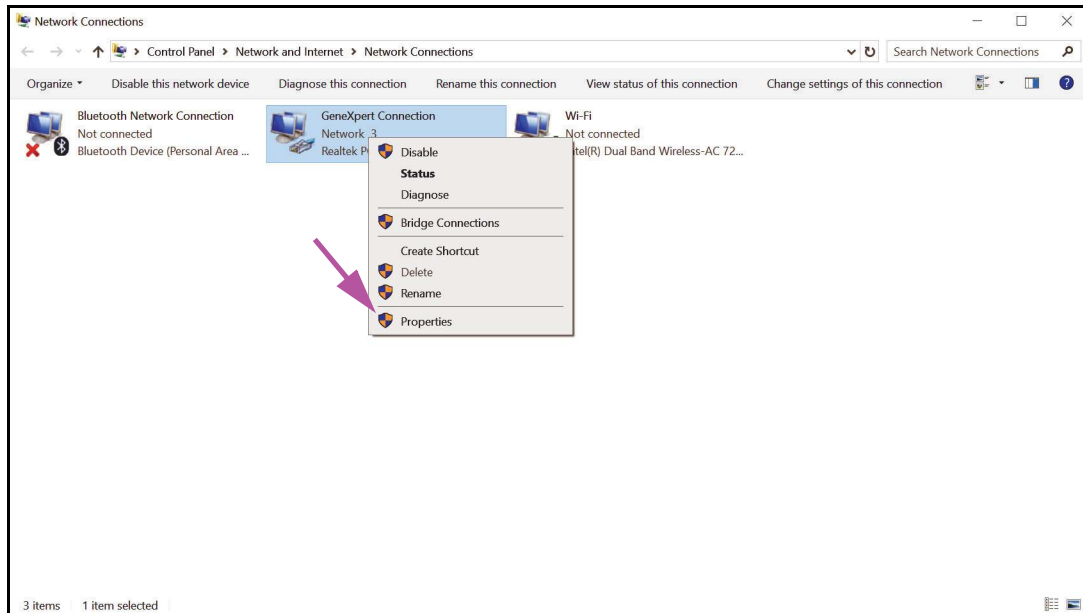 Network Connections
Control Panel > Network and Internet > Network Connections
Search Network Connections
Organize
Disable this network device
Diagnose this connection
Rename this connection
View status of this connection
Change settings of this connection
Bluetooth Network Connection
Not connected
Bluetooth Device (Personal Area ...
GeneXpert Connection
Network 3
Realtek
Wi-Fi
Not connected
Dual Band Wireless-AC 72...
Disable
Status
Diagnose
Bridge Connections
Create Shortcut
Delete
Rename
Properties
3 items
1 item selected